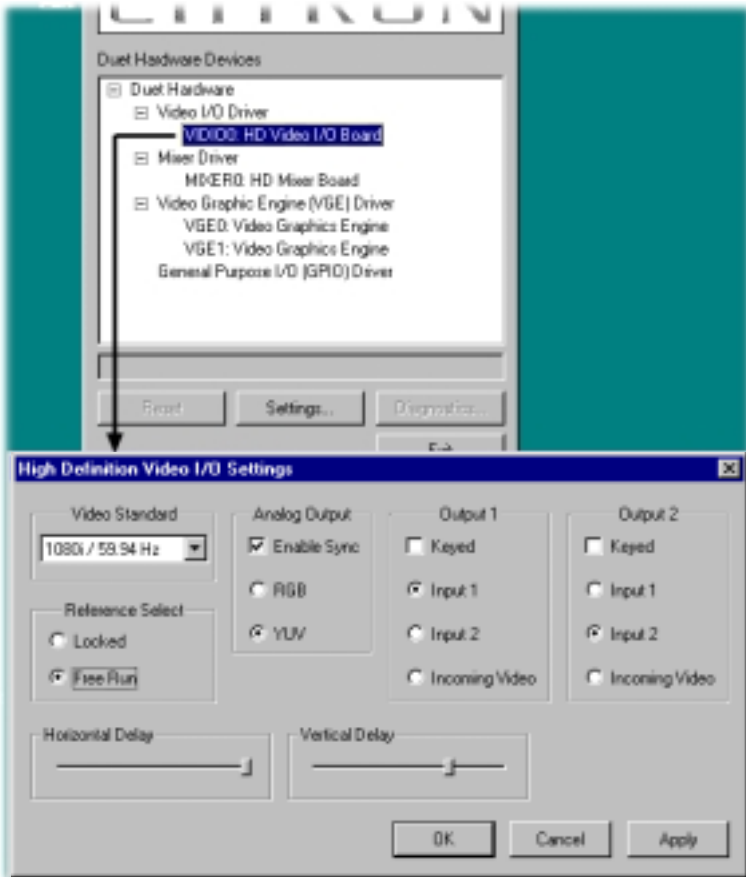 Duet Hardware Devices
Duet Hardware
Video I/O Driver
VIDIO0: HD Video I/O Board
Mixer Driver
MIXER0: HD Mixer Board
Video Graphic Engine (VGE) Driver
VGE0: Video Graphics Engine
VGE1: Video Graphics Engine
General Purpose I/O (GPIO) Driver
Reset
Settings...
Diagnostics...
Exit
High Definition Video I/O Settings
Video Standard
1080i / 59.94 Hz
Reference Select
Locked
Free Run
Analog Output
Enable Sync
RGB
YUV
Output 1
Keyed
Input 1
Input 2
Incoming Video
Output 2
Keyed
Input 1
Input 2
Incoming Video
Horizontal Delay
Vertical Delay
OK
Cancel
Apply